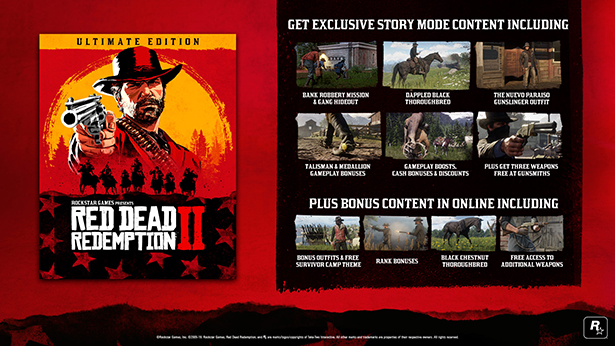 ULTIMATE EDITION
ROCKSTAR GAMES PRESENTS
RED DEAD
REDEMPTION II
GET EXCLUSIVE STORY MODE CONTENT INCLUDING
BANK ROBBERY MISSION
& GANG HIDEOUT
DAPPLED BLACK
THOROUGHBRED
THE NUEVO PARAISO
GUNSLINGER OUTFIT
TALISMAN & MEDALLION
GAMEPLAY BONUSES
GAMEPLAY BOOSTS,
CASH BONUSES & DISCOUNTS
PLUS GET THREE WEAPONS
FREE AT GUNSMITHS
PLUS BONUS CONTENT IN ONLINE INCLUDING
BONUS OUTFITS & FREE
SURVIVOR CAMP THEME
RANK BONUSES
BLACK CHESTNUT
THOROUGHBRED
FREE ACCESS TO
ADDITIONAL WEAPONS
R